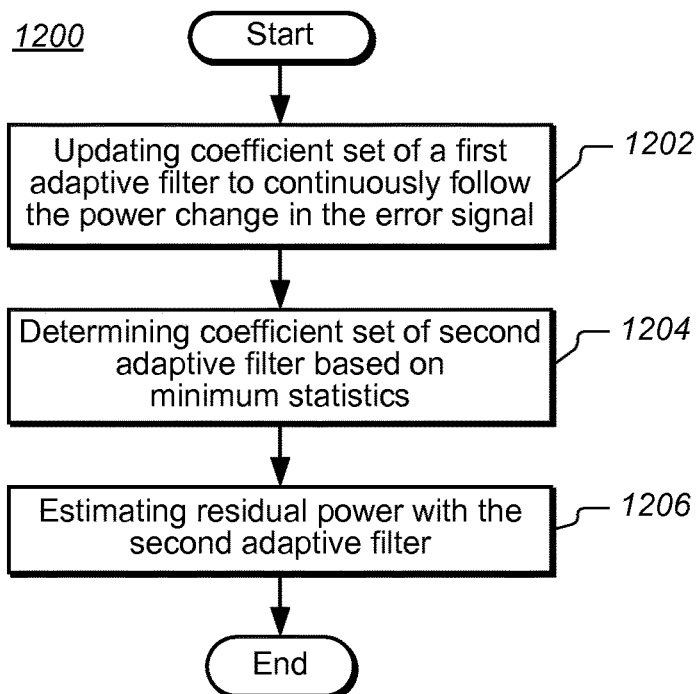 1200
Start
Updating coefficient set of a first
adaptive filter to continuously follow
the power change in the error signal
1202
Determining coefficient set of second
adaptive filter based on
minimum statistics
1204
Estimating residual power with the
second adaptive filter
1206
End